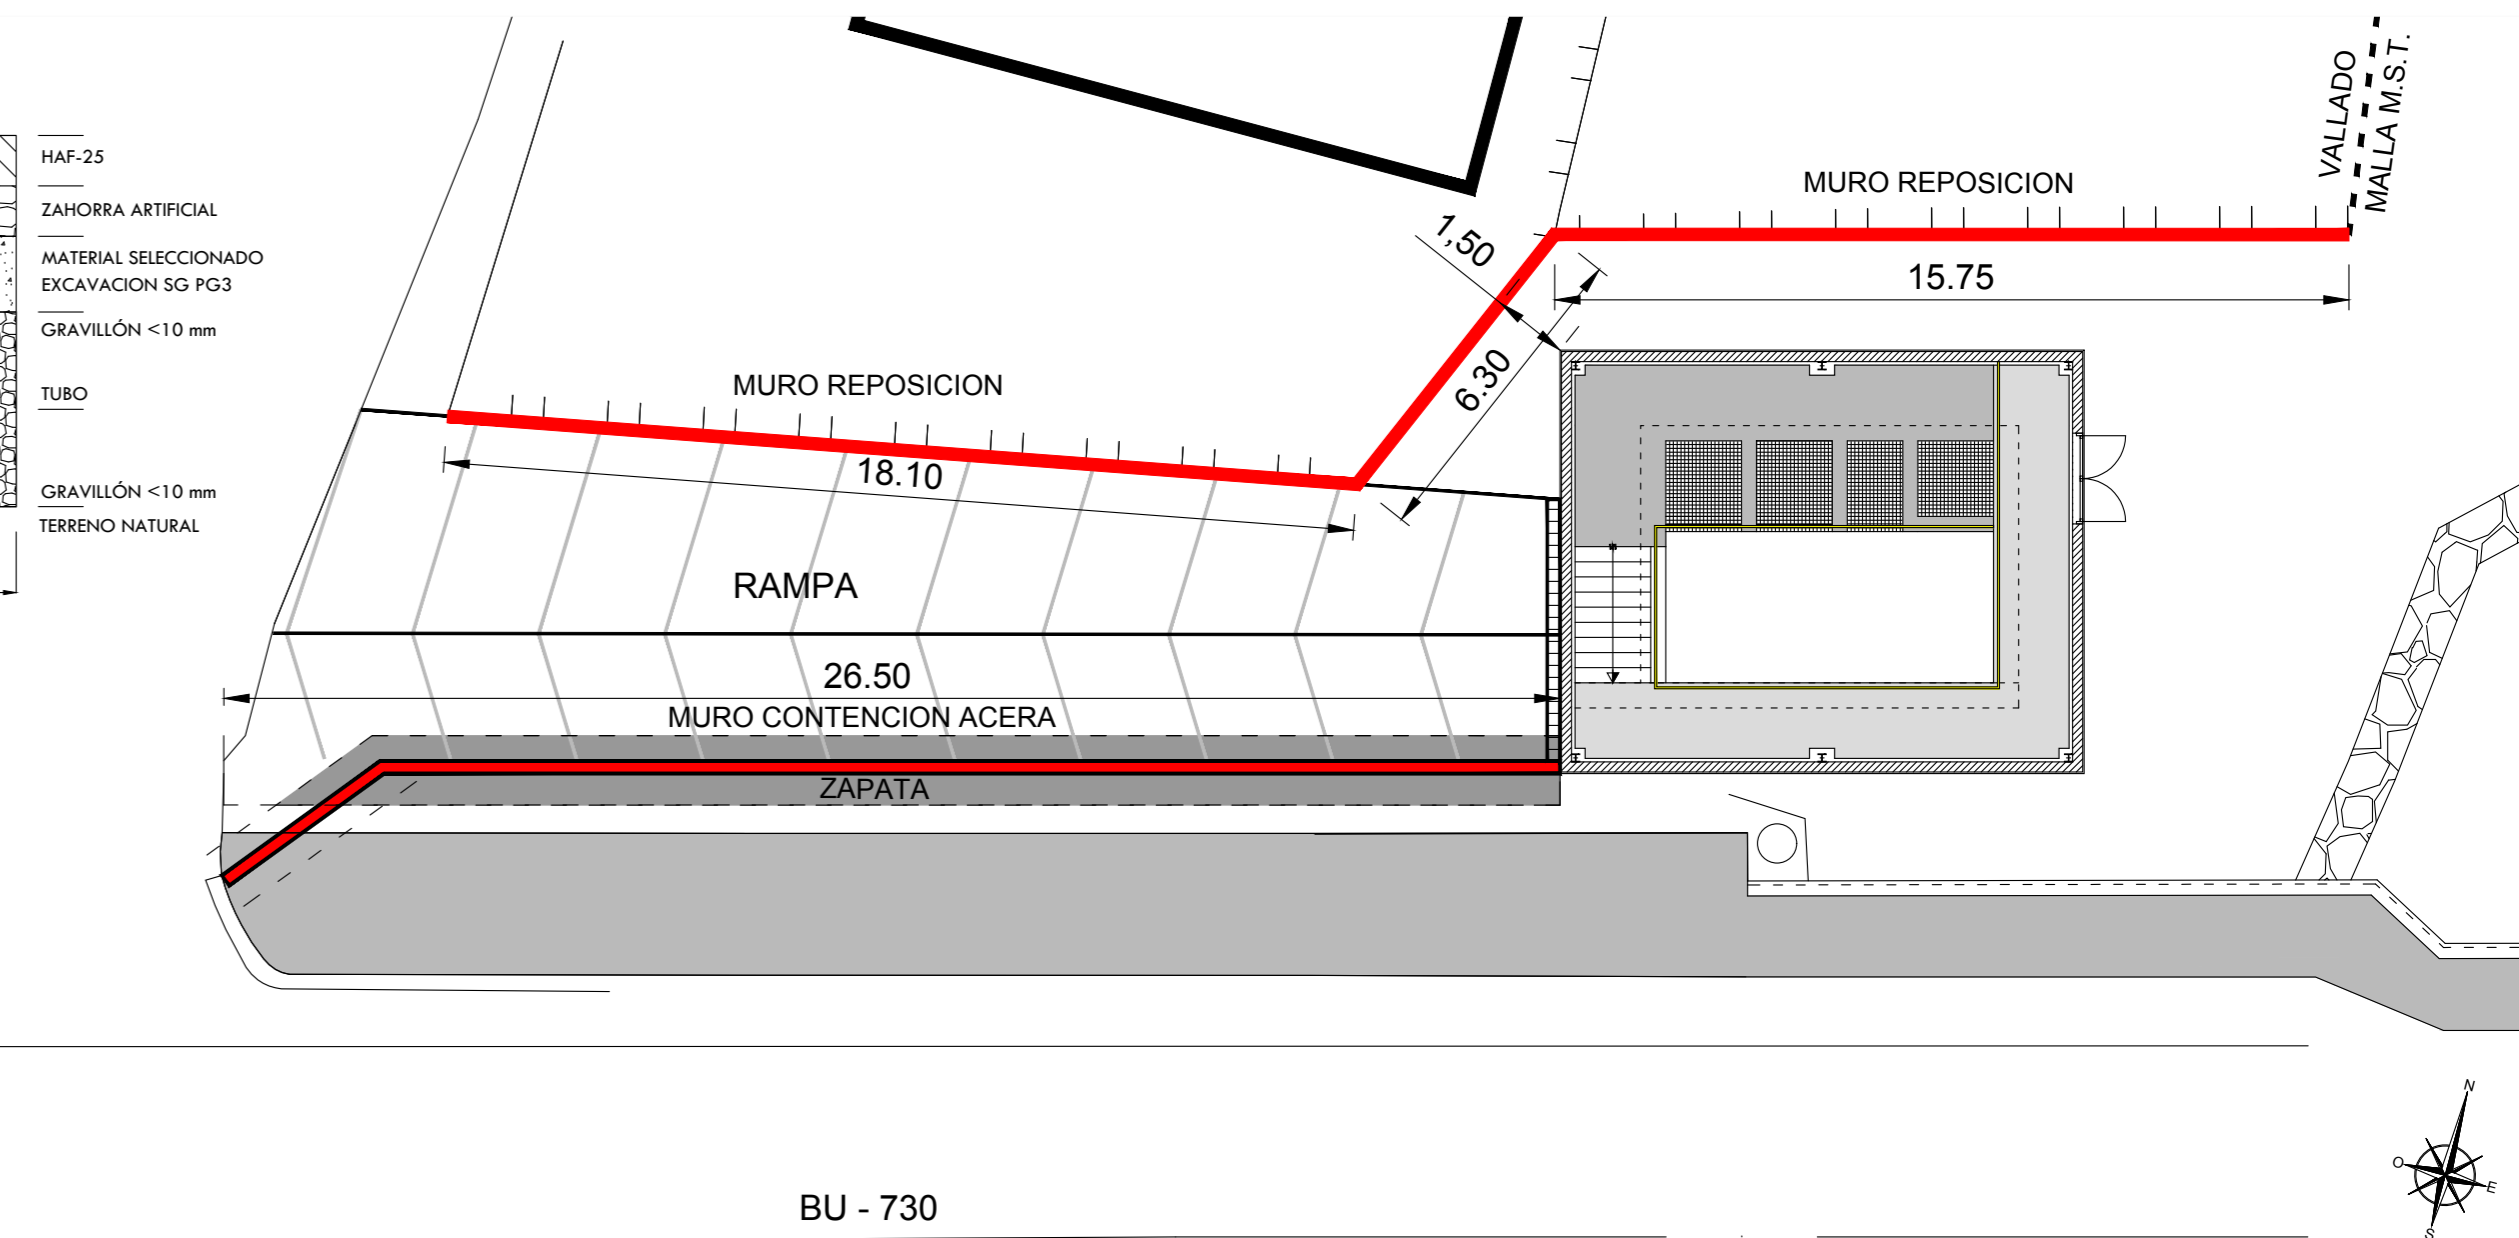 HAF-25
ZAHORRA ARTIFICIAL
MATERIAL SELECCIONADO
EXCAVACION SG PG3
GRAVILLÓN <10 mm
TUBO
GRAVILLÓN <10 mm
TERRENO NATURAL
VALLADO
MALLA M.S.T.
MURO REPOSICION
1,50
15.75
6.30
MURO REPOSICION
18.10
RAMPA
26.50
MURO CONTENCION ACERA
ZAPATA
BU - 730
N
O
E
S